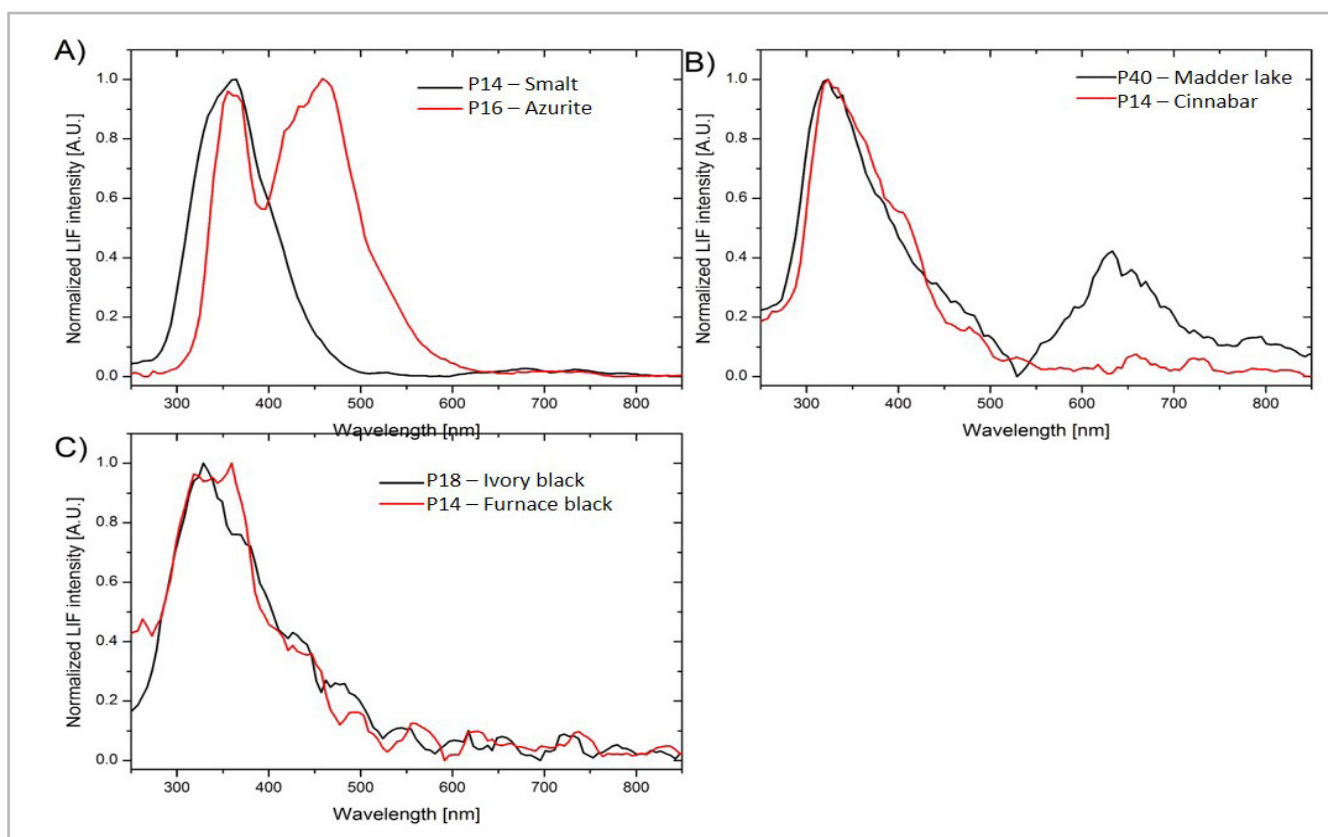 A)
P14 – Smalt
P16 – Azurite
1.0
0.8
0.6
0.4
0.2
0.0
Normalized LIF intensity [A.U.]
300 400 500 600 700 800
Wavelength [nm]
B)
P40 – Madder lake
P14 – Cinnabar
1.0
0.8
0.6
0.4
0.2
0.0
Normalized LIF intensity [A.U.]
300 400 500 600 700 800
Wavelength [nm]
C)
P18 – Ivory black
P14 – Furnace black
1.0
0.8
0.6
0.4
0.2
0.0
Normalized LIF intensity [A.U.]
300 400 500 600 700 800
Wavelength [nm]